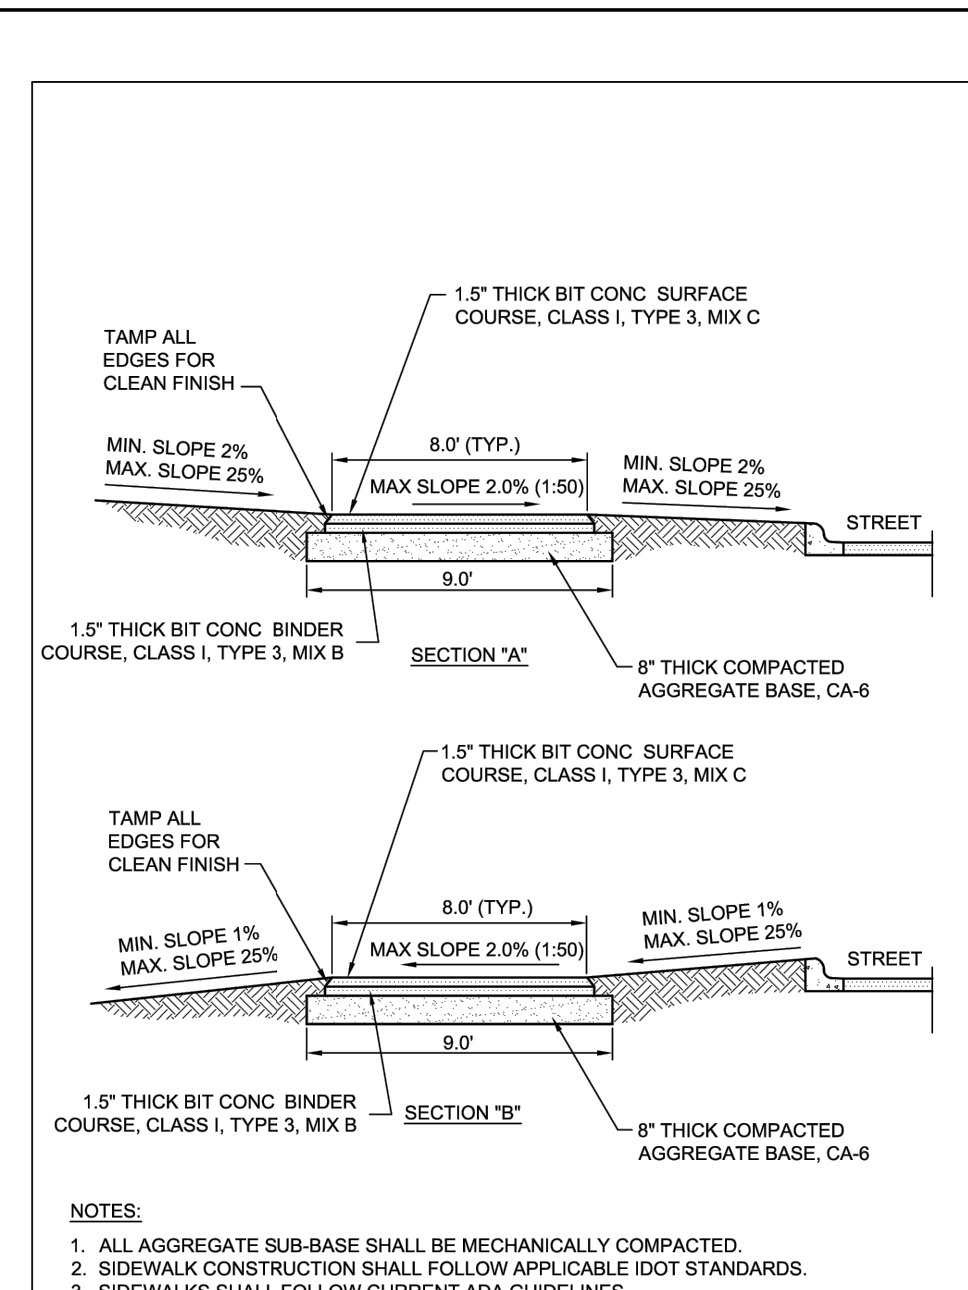 1.5" THICK BIT CONC SURFACE
COURSE, CLASS I, TYPE 3, MIX C
TAMP ALL
EDGES FOR
CLEAN FINISH
MIN. SLOPE 2%
MAX. SLOPE 25%
8.0' (TYP.)
MAX SLOPE 2.0% (1:50)
MIN. SLOPE 2%
MAX. SLOPE 25%
STREET
9.0'
1.5" THICK BIT CONC BINDER
COURSE, CLASS I, TYPE 3, MIX B
SECTION "A"
8" THICK COMPACTED
AGGREGATE BASE, CA-6
1.5" THICK BIT CONC SURFACE
COURSE, CLASS I, TYPE 3, MIX C
TAMP ALL
EDGES FOR
CLEAN FINISH
MIN. SLOPE 1%
MAX. SLOPE 25%
8.0' (TYP.)
MAX SLOPE 2.0% (1:50)
MIN. SLOPE 1%
MAX. SLOPE 25%
STREET
9.0'
1.5" THICK BIT CONC BINDER
COURSE, CLASS I, TYPE 3, MIX B
SECTION "B"
8" THICK COMPACTED
AGGREGATE BASE, CA-6
NOTES:
1. ALL AGGREGATE SUB-BASE SHALL BE MECHANICALLY COMPACTED.
2. SIDEWALK CONSTRUCTION SHALL FOLLOW APPLICABLE IDOT STANDARDS.
3. SIDEWALKS SHALL FOLLOW CURRENT ADA GUIDELINES.